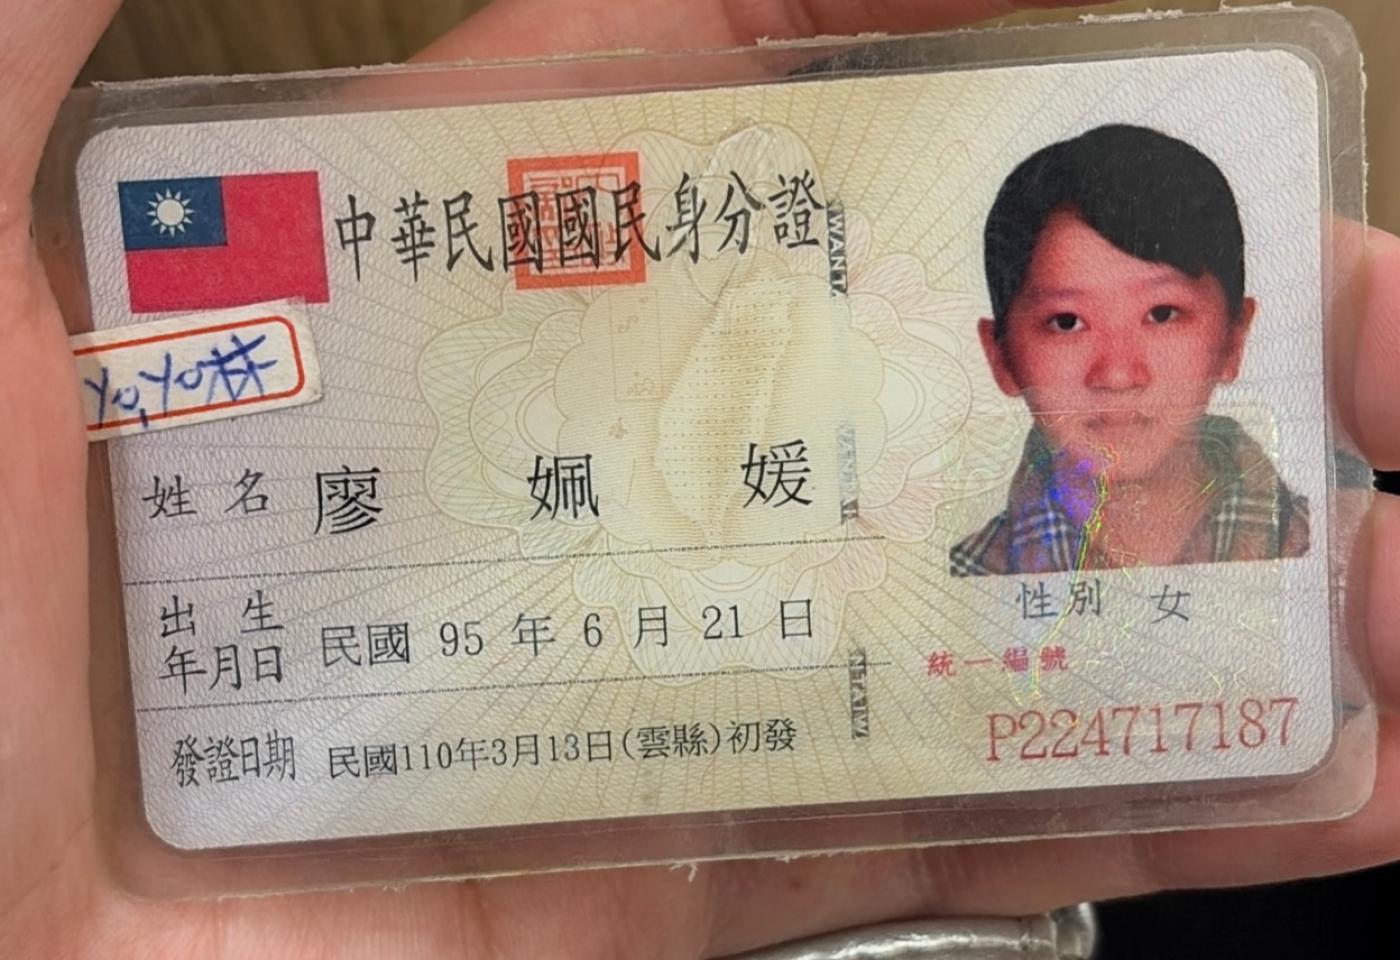 中華民國國民身分證
yo,yo妹
姓名 廖 姵 媛
出生年月日 民國 95 年 6 月 21 日
發證日期 民國110年3月13日(雲縣)初發
性別 女
統一編號
P224717187